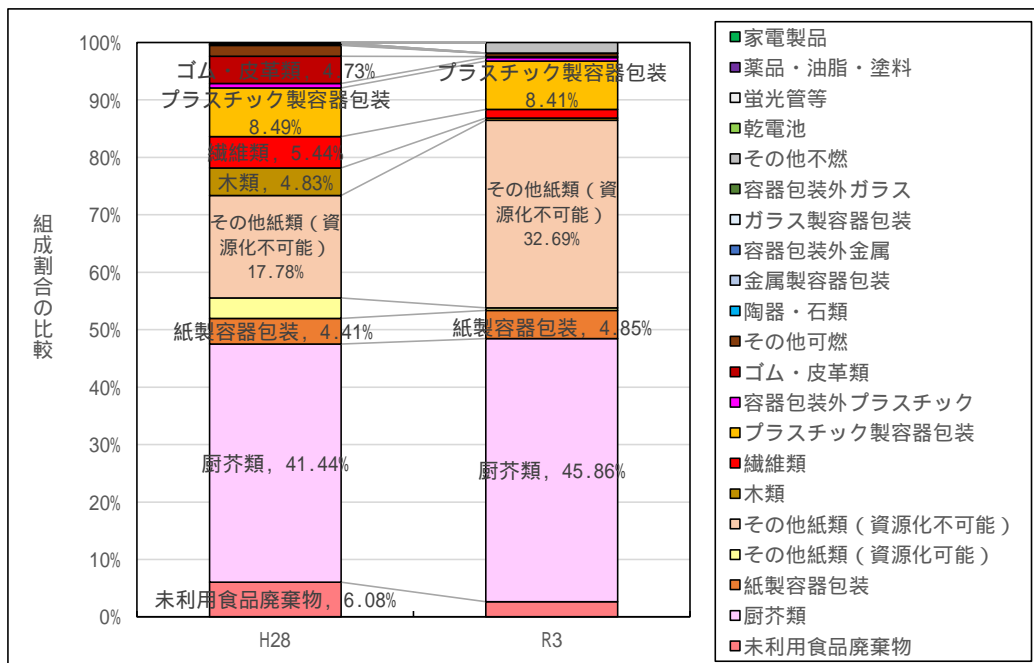 100%
90%
80%
70%
60%
50%
40%
30%
20%
10%
0%
組成割合の比較
ゴム・皮革類, 4.73%
プラスチック製容器包装
8.49%
繊維類, 5.44%
木類, 4.83%
その他紙類（資
源化不可能）
17.78%
紙製容器包装, 4.41%
厨芥類, 41.44%
未利用食品廃棄物, 6.08%
H28
プラスチック製容器包装
8.41%
その他紙類（資
源化不可能）
32.69%
紙製容器包装, 4.85%
厨芥類, 45.86%
R3
家電製品
薬品・油脂・塗料
蛍光管等
乾電池
その他不燃
容器包装外ガラス
ガラス製容器包装
容器包装外金属
金属製容器包装
陶器・石類
その他可燃
ゴム・皮革類
容器包装外プラスチック
プラスチック製容器包装
繊維類
木類
その他紙類（資源化不可能）
その他紙類（資源化可能）
紙製容器包装
厨芥類
未利用食品廃棄物